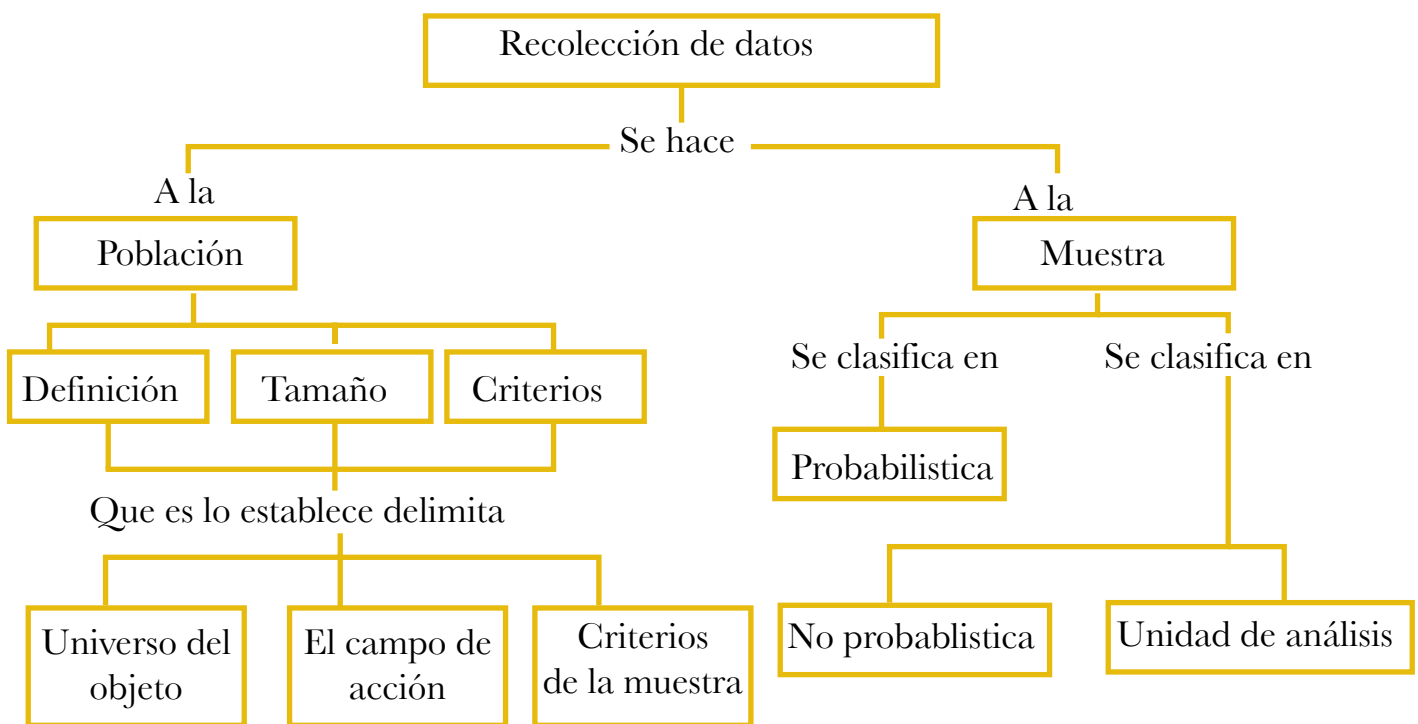 Recolección de datos
Se hace
A la
A la
Población
Muestra
Se clasifica en
Se clasifica en
Definición
Tamaño
Criterios
Probabilistica
Que es lo establece delimita
Universo del
objeto
El campo de
acción
Criterios
de la muestra
No probablistica
Unidad de análisis